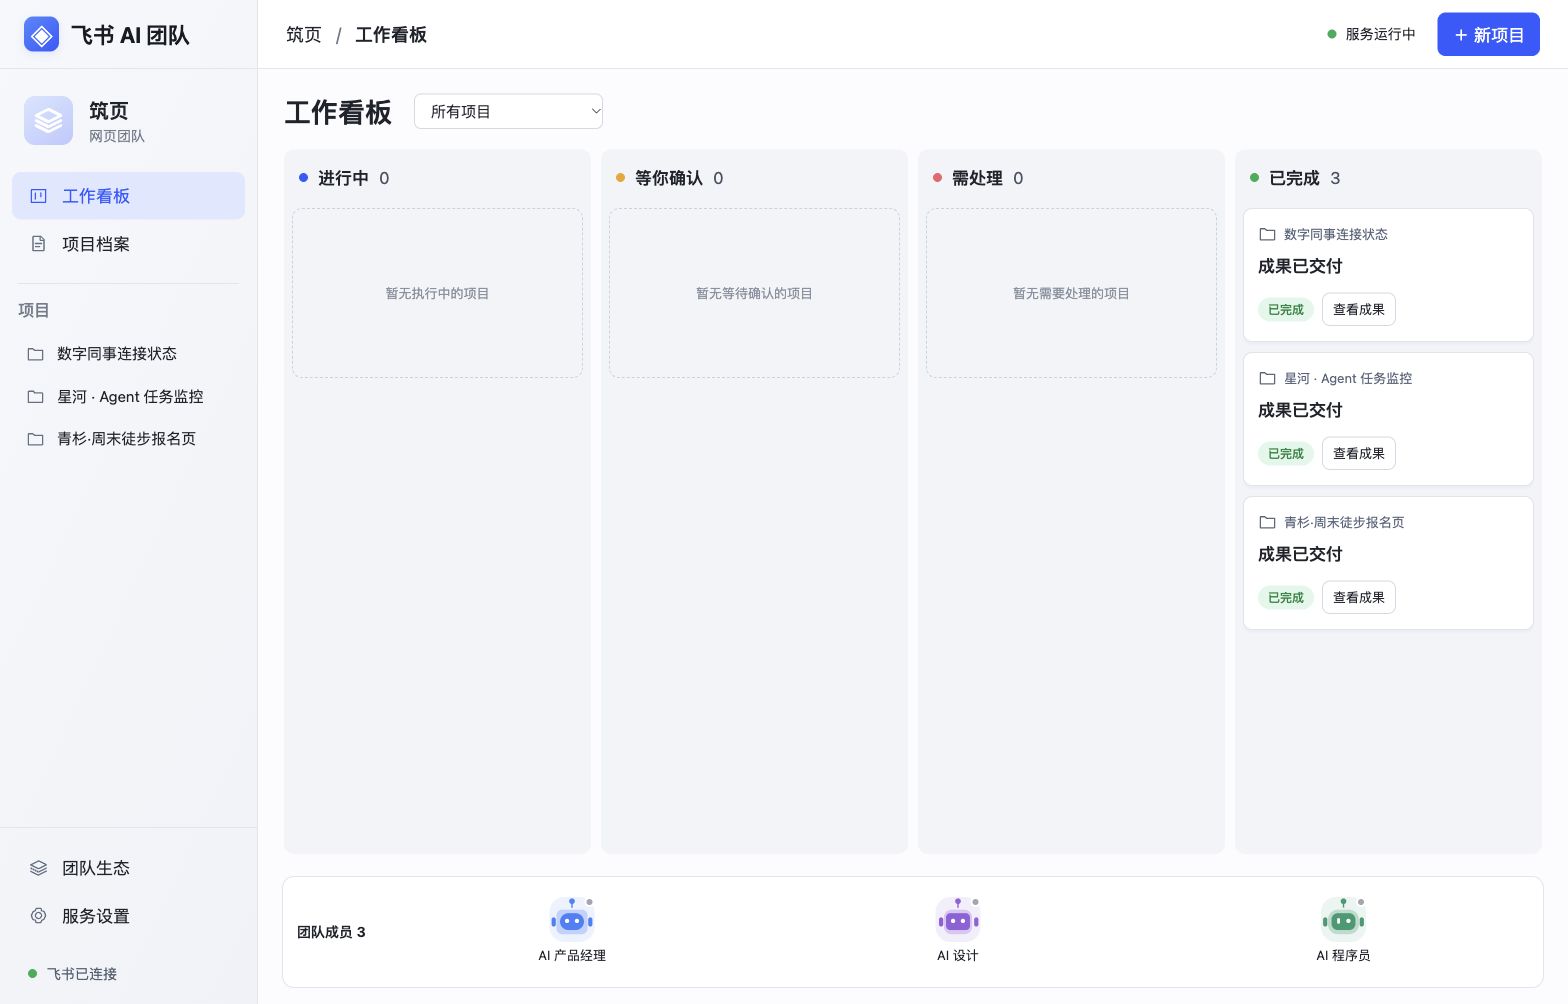 飞书 AI 团队
筑页 / 工作看板
服务运行中
+ 新项目
筑页
网页团队
工作看板
项目档案
项目
数字同事连接状态
星河 · Agent 任务监控
青杉·周末徒步报名页
团队生态
服务设置
飞书已连接
工作看板
所有项目
进行中 0
暂无执行中的项目
等你确认 0
暂无等待确认的项目
需处理 0
暂无需要处理的项目
已完成 3
数字同事连接状态
成果已交付
已完成 查看成果
星河 · Agent 任务监控
成果已交付
已完成 查看成果
青杉·周末徒步报名页
成果已交付
已完成 查看成果
团队成员 3
AI 产品经理
AI 设计
AI 程序员